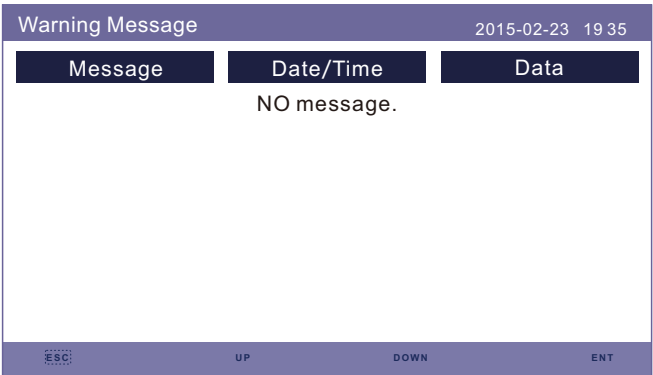 Warning Message 2015-02-23 19 35
Message Date/Time Data
NO message.
ESC UP DOWN ENT